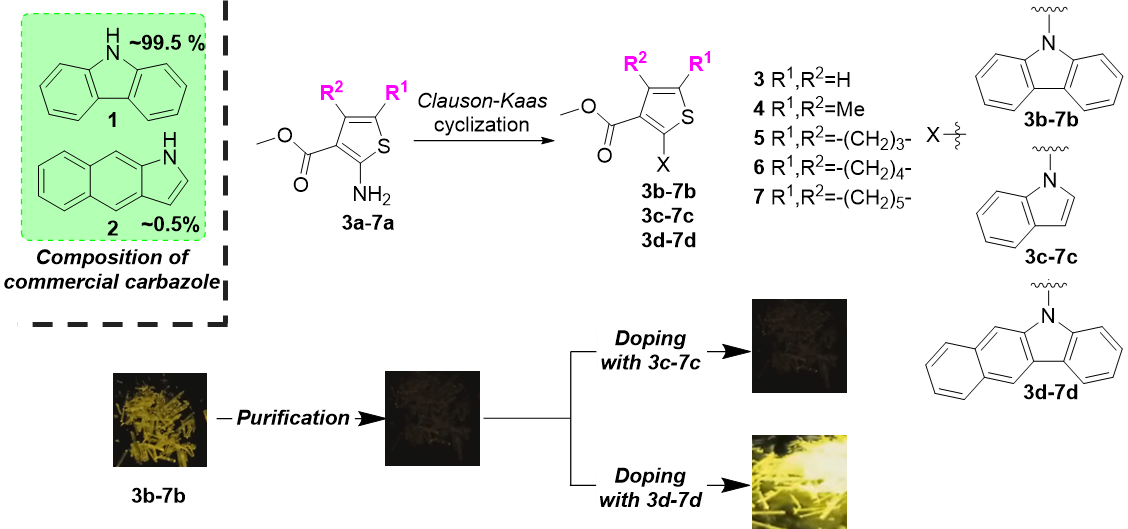 H
N
~99.5 %
1
H
N
2
~0.5%
Composition of
commercial carbazole
R² R¹
O
O
S
NH₂
3a-7a
Clauson-Kaas
cyclization
R² R¹
O
O
S
X
3b-7b
3c-7c
3d-7d
3 R¹,R²=H
4 R¹,R²=Me
5 R¹,R²=-(CH₂)₃-
6 R¹,R²=-(CH₂)₄-
7 R¹,R²=-(CH₂)₅-
X
N
3b-7b
N
3c-7c
N
3d-7d
3b-7b
Purification
Doping
with 3c-7c
Doping
with 3d-7d